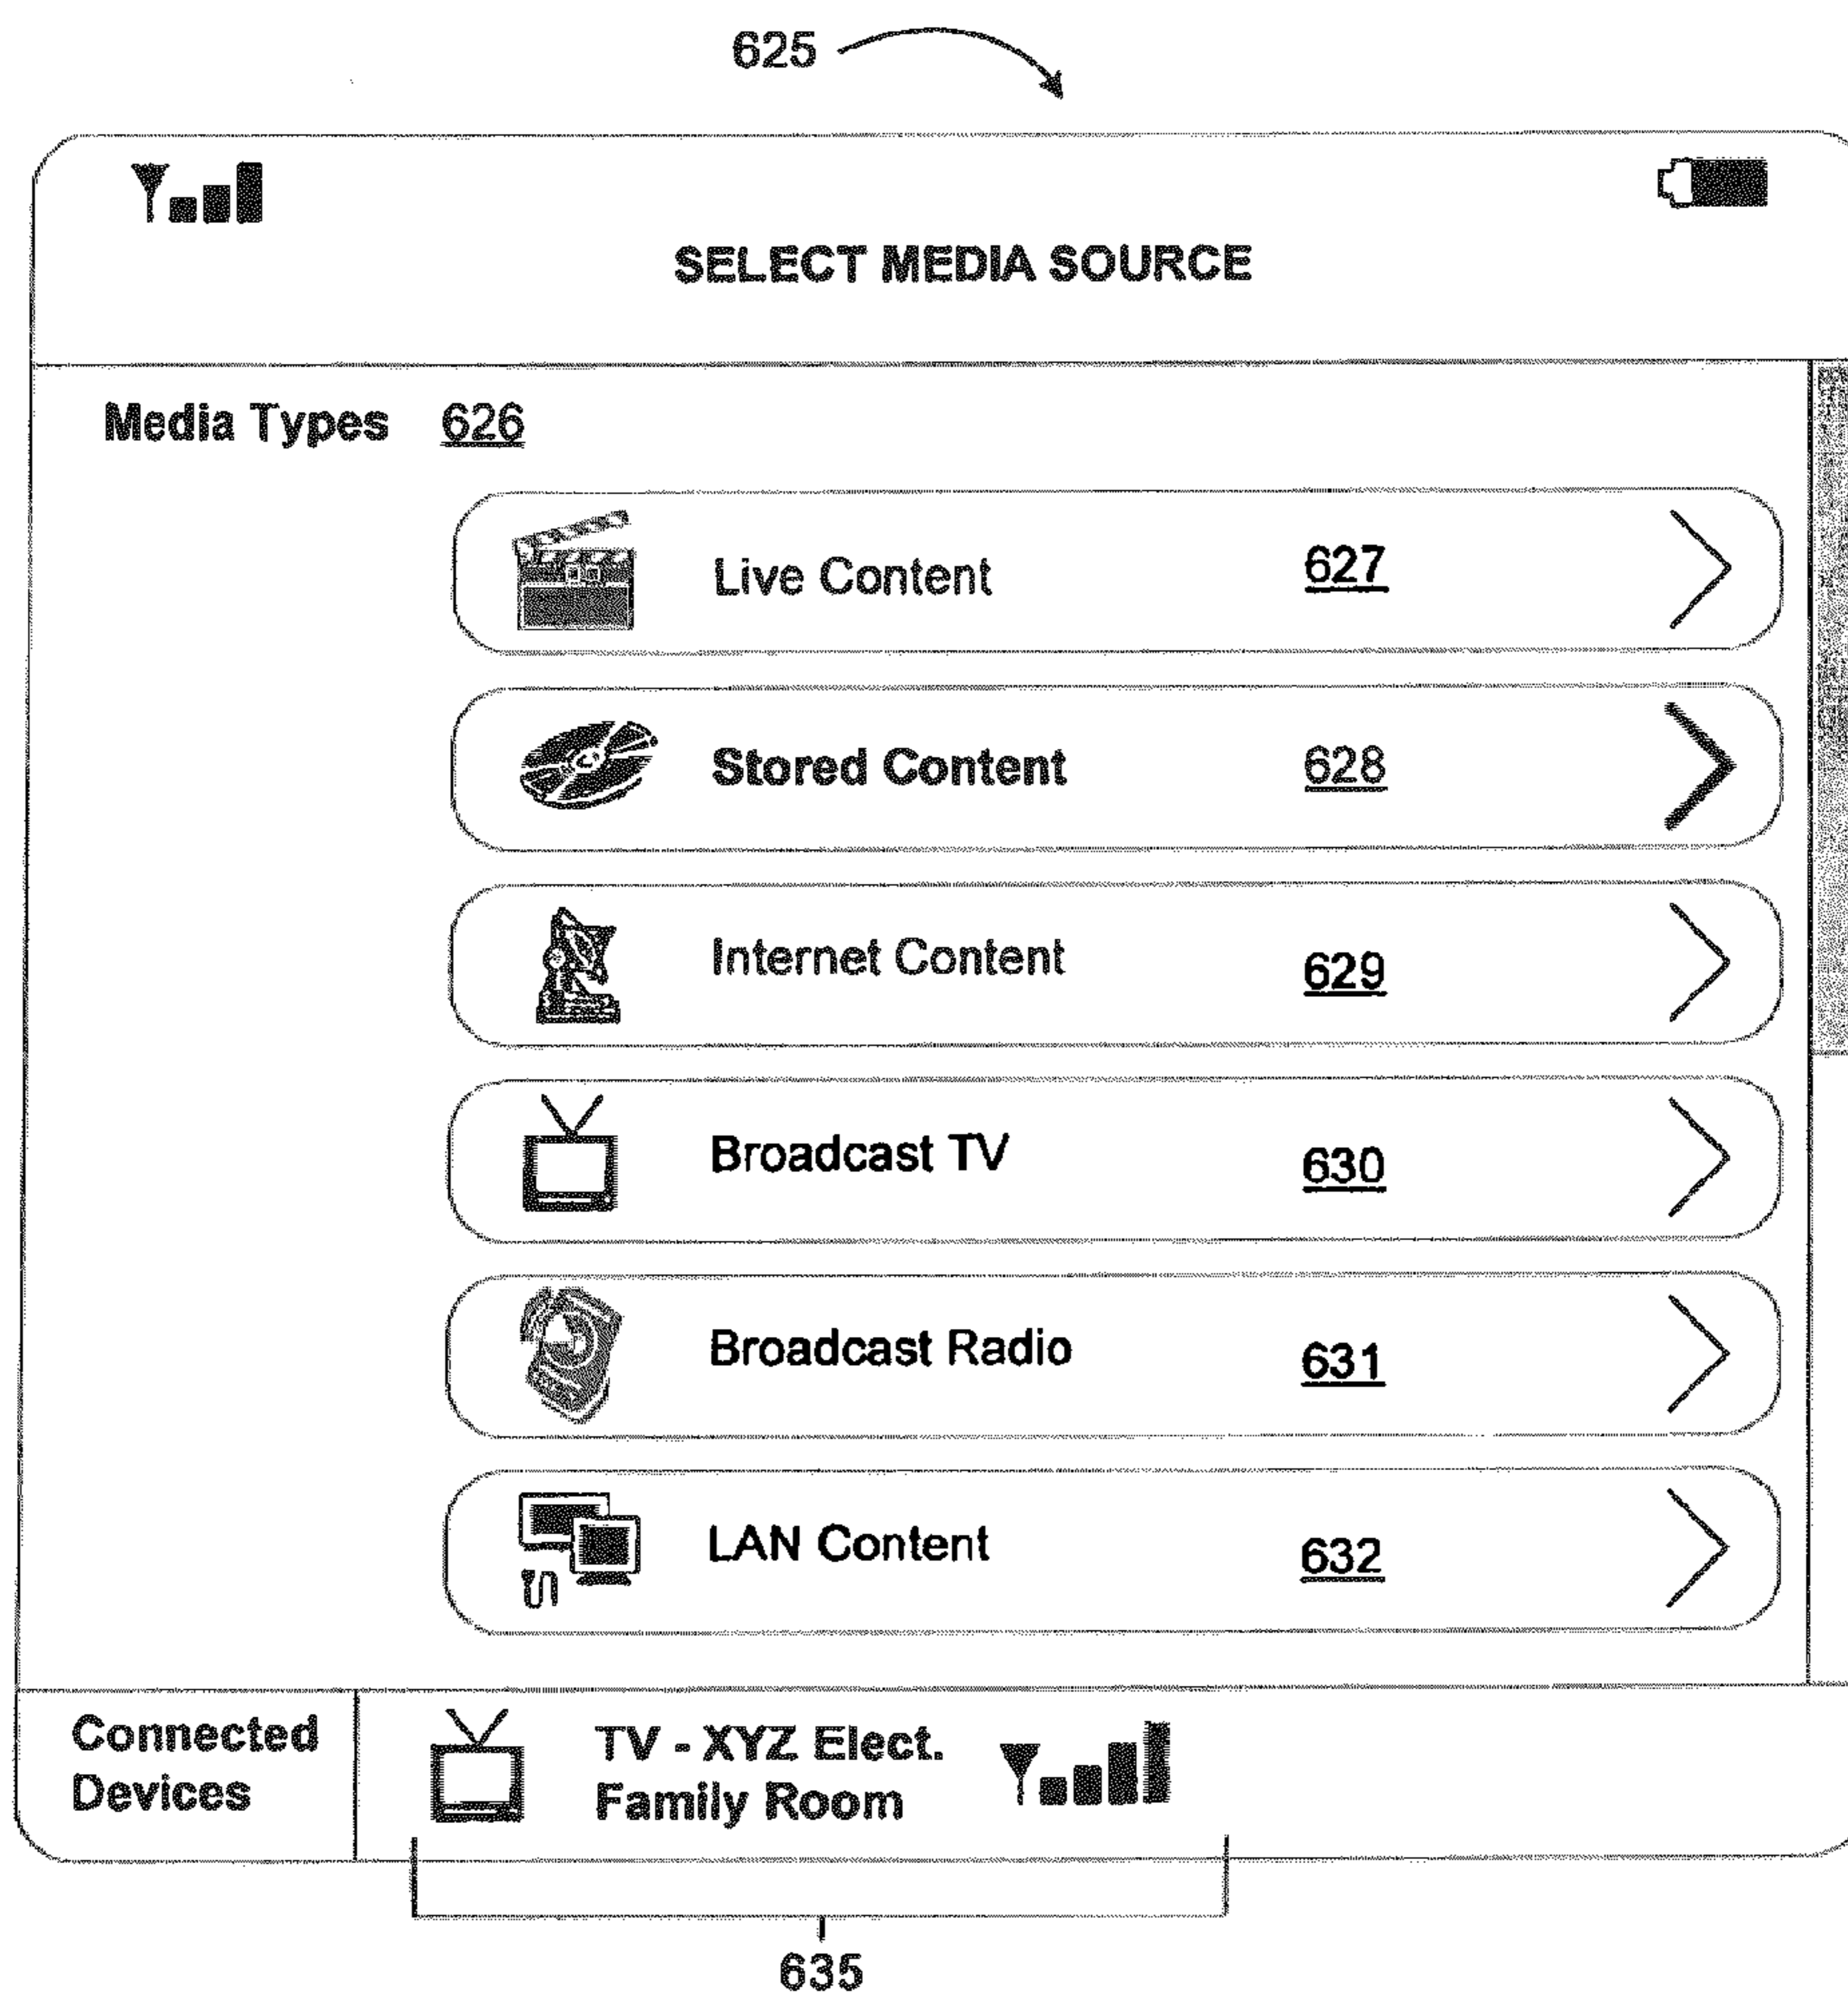 625
SELECT MEDIA SOURCE
Media Types 626
Live Content 627
Stored Content 628
Internet Content 629
Broadcast TV 630
Broadcast Radio 631
LAN Content 632
Connected
Devices
TV - XYZ Elect.
Family Room
635